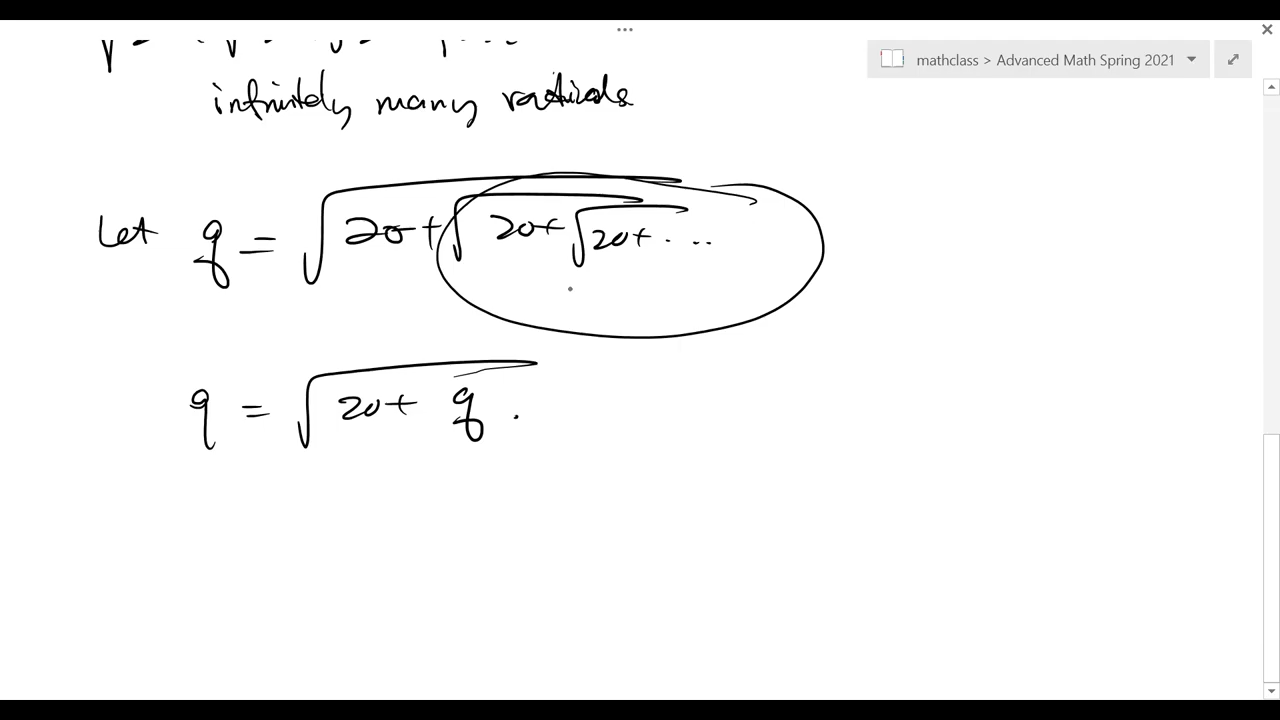 mathclass > Advanced Math Spring 2021
infinitely many radicals
Let q = √(20+√(20+√(20+...
q = √(20+ q .